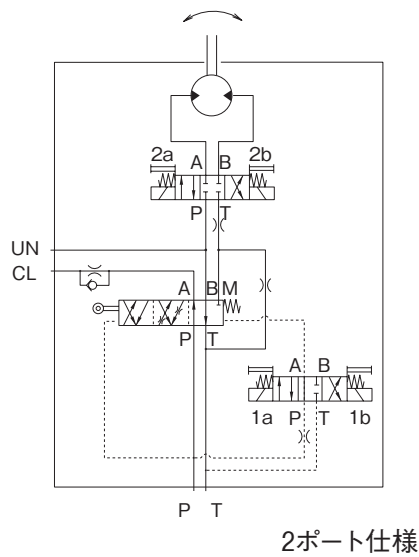 2a A B 2b
P T
UN
CL
A B M
P T
A B
1a P T 1b
P T
2ポート仕様